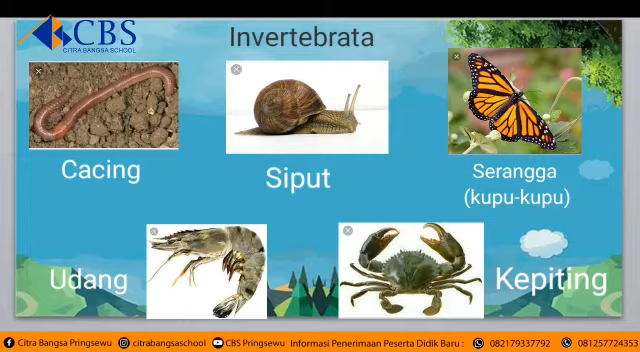 CBS
CITRA BANGSA SCHOOL
Invertebrata
Cacing
Siput
Serangga
(kupu-kupu)
Udang
Kepiting
Citra Bangsa Pringsewu citrabangsaschool CBS Pringsewu Informasi Penerimaan Peserta Didik Baru : 082179337792 081257724353